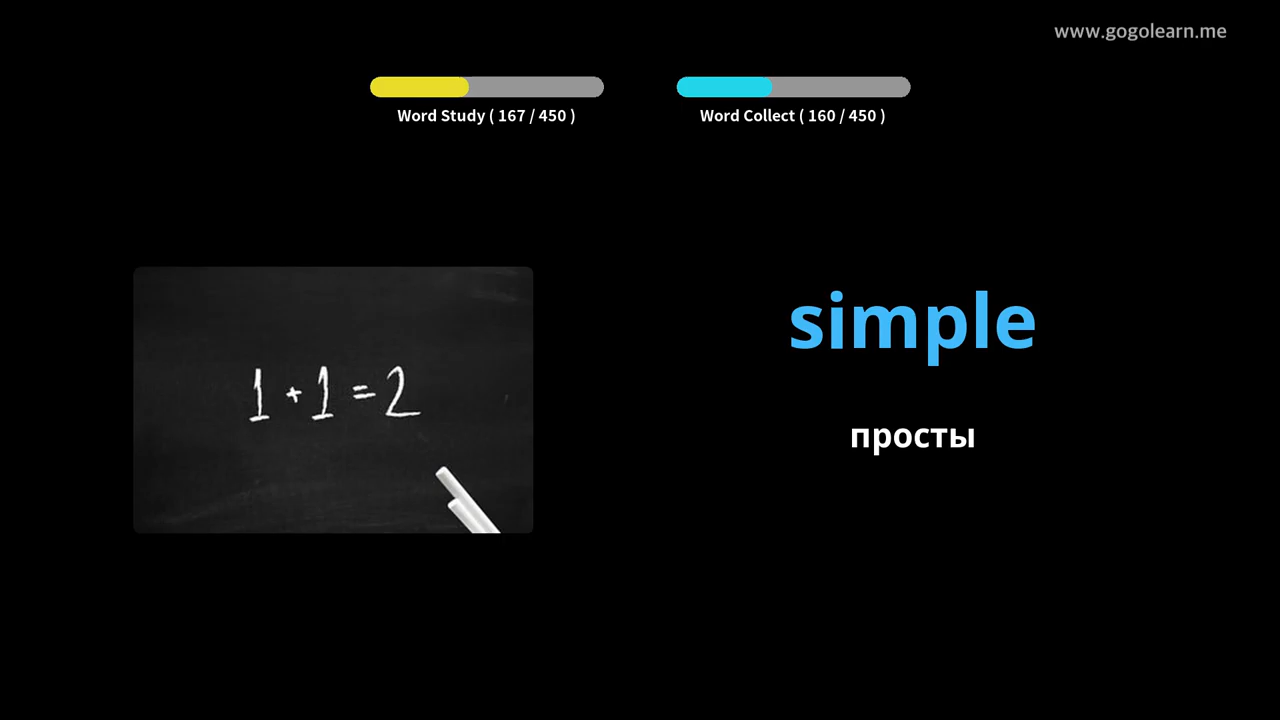 www.gogolearn.me
Word Study ( 167 / 450 )
Word Collect ( 160 / 450 )
1 + 1 = 2
simple
просты